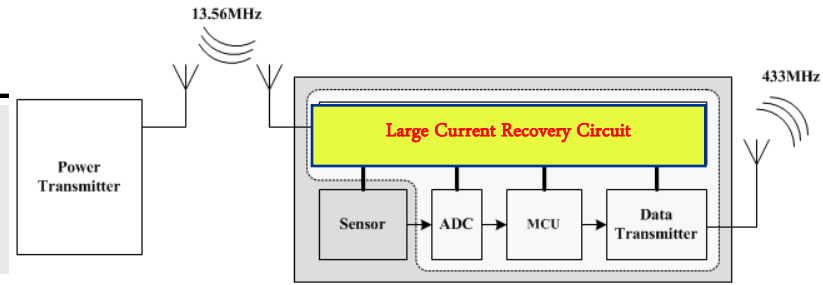 13.56MHz
433MHz
Large Current Recovery Circuit
Power
Transmitter
Sensor
ADC
MCU
Data
Transmitter